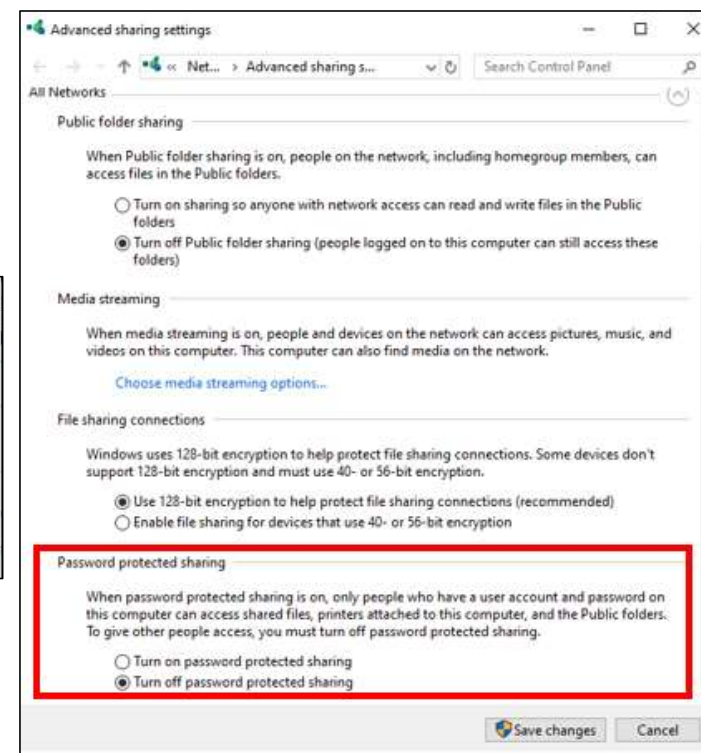 Advanced sharing settings
« Net... > Advanced sharing s...
Search Control Panel
All Networks
Public folder sharing
When Public folder sharing is on, people on the network, including homegroup members, can
access files in the Public folders.
Turn on sharing so anyone with network access can read and write files in the Public
folders
Turn off Public folder sharing (people logged on to this computer can still access these
folders)
Media streaming
When media streaming is on, people and devices on the network can access pictures, music, and
videos on this computer. This computer can also find media on the network.
Choose media streaming options...
File sharing connections
Windows uses 128-bit encryption to help protect file sharing connections. Some devices don't
support 128-bit encryption and must use 40- or 56-bit encryption.
Use 128-bit encryption to help protect file sharing connections (recommended)
Enable file sharing for devices that use 40- or 56-bit encryption
Password protected sharing
When password protected sharing is on, only people who have a user account and password on
this computer can access shared files, printers attached to this computer, and the Public folders.
To give other people access, you must turn off password protected sharing.
Turn on password protected sharing
Turn off password protected sharing
Save changes
Cancel